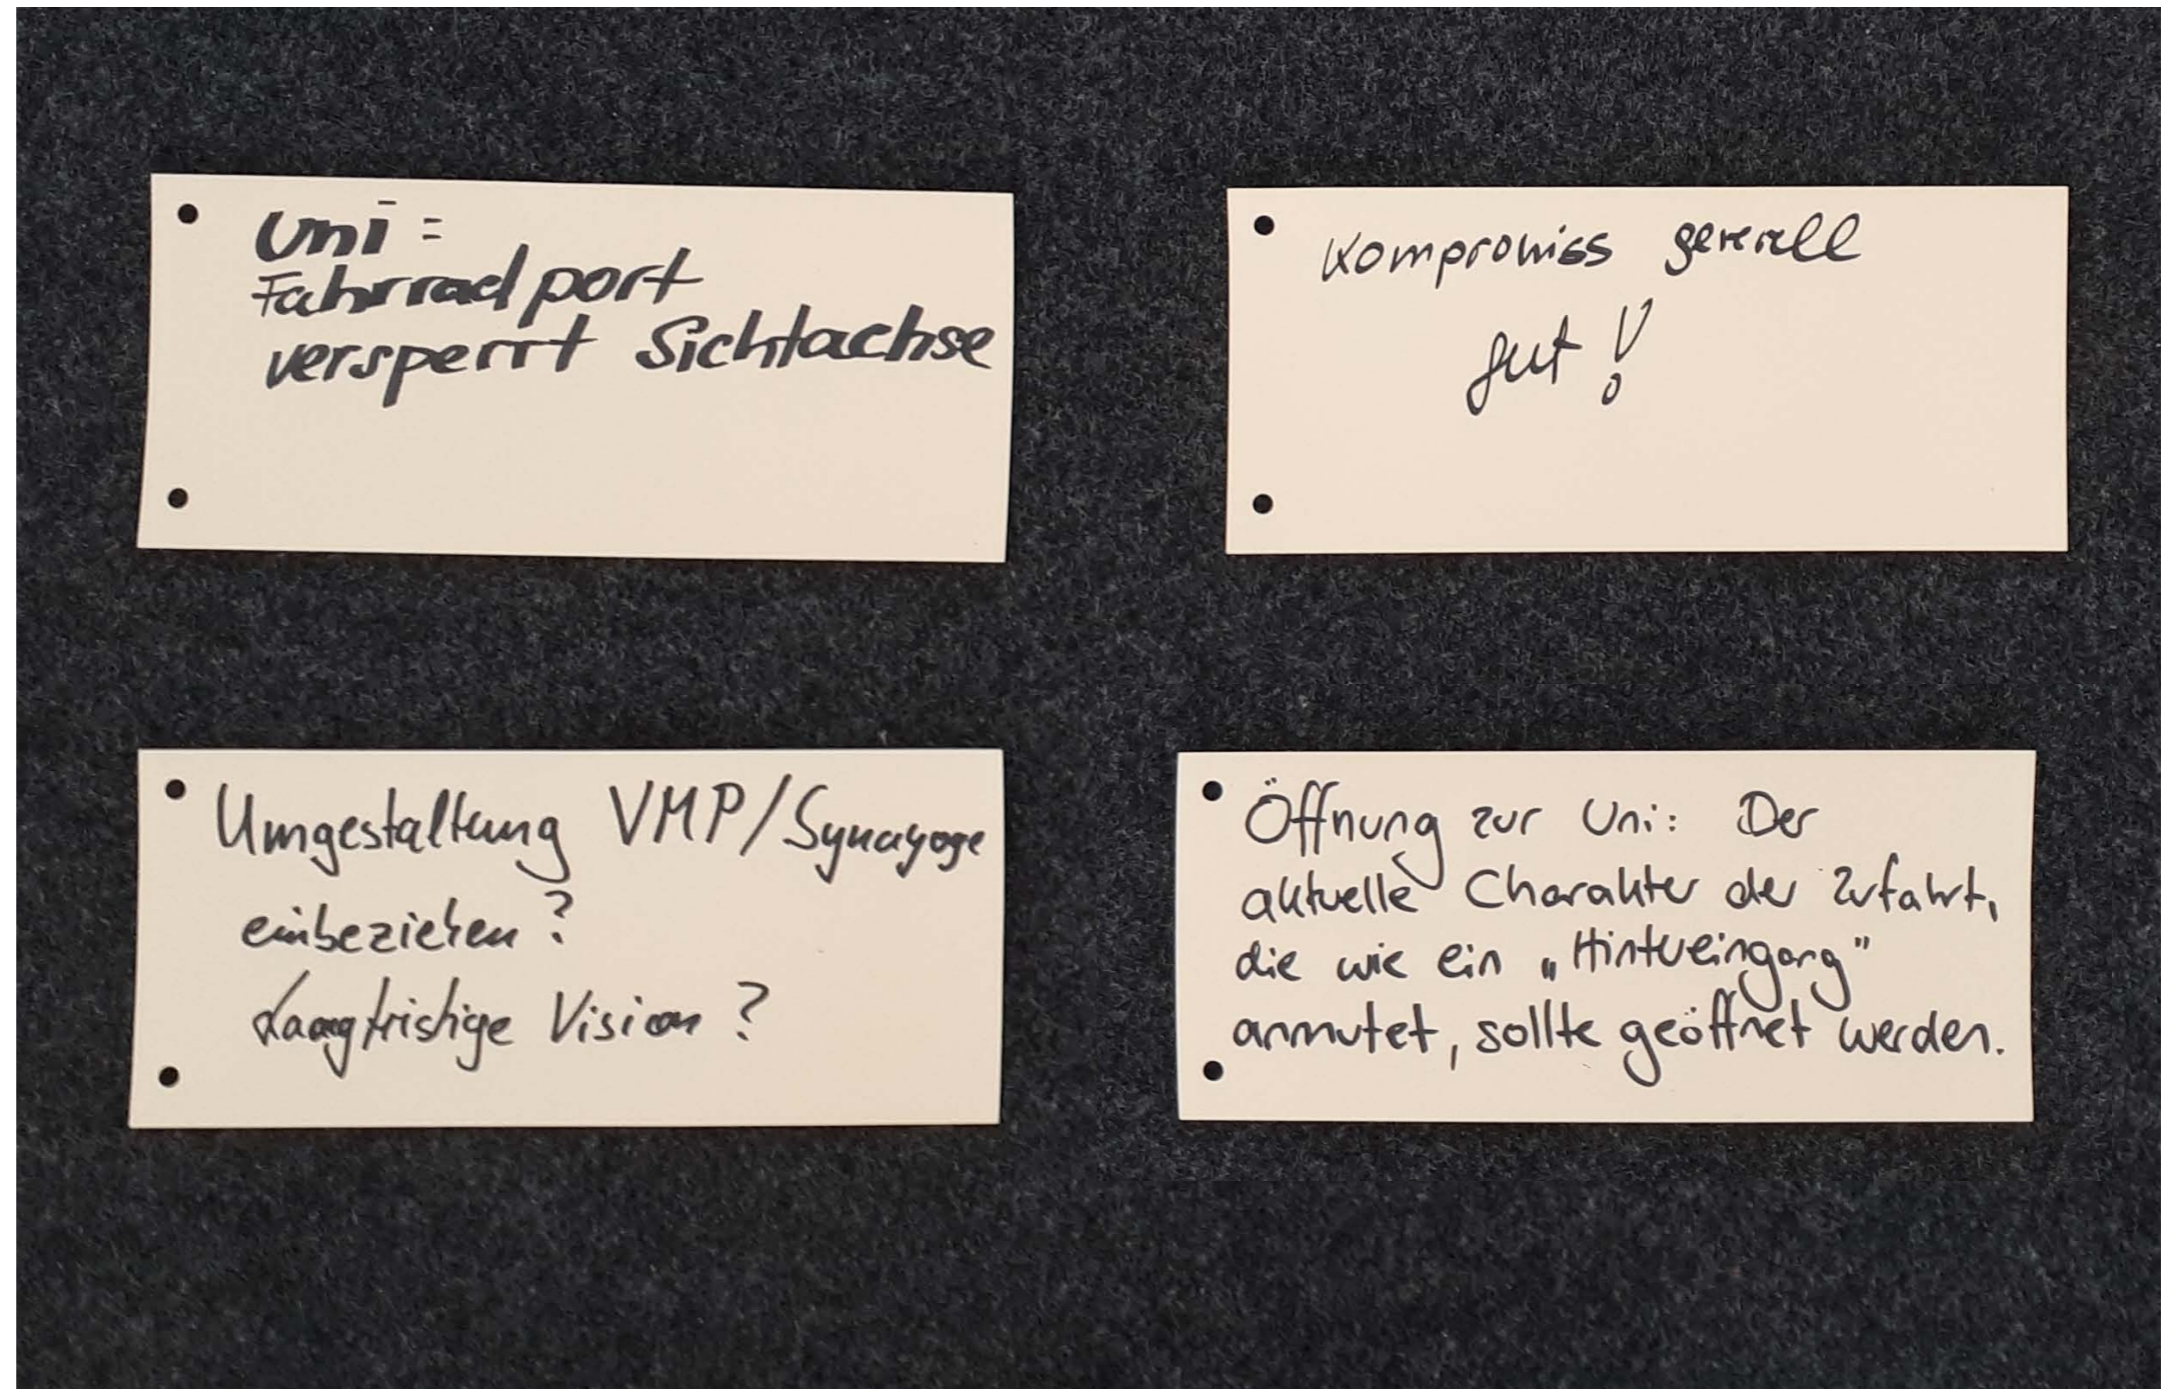 Uni =
Fahrradport
versperrt Sichtachse
Kompromiss generell
gut!
Umgestaltung VMP/Synagoge
einbeziehen?
Langfristige Vision?
Öffnung zur Uni: Der
aktuelle Charakter der Zufahrt,
die wie ein „Hintereingang"
anmutet, sollte geöffnet werden.